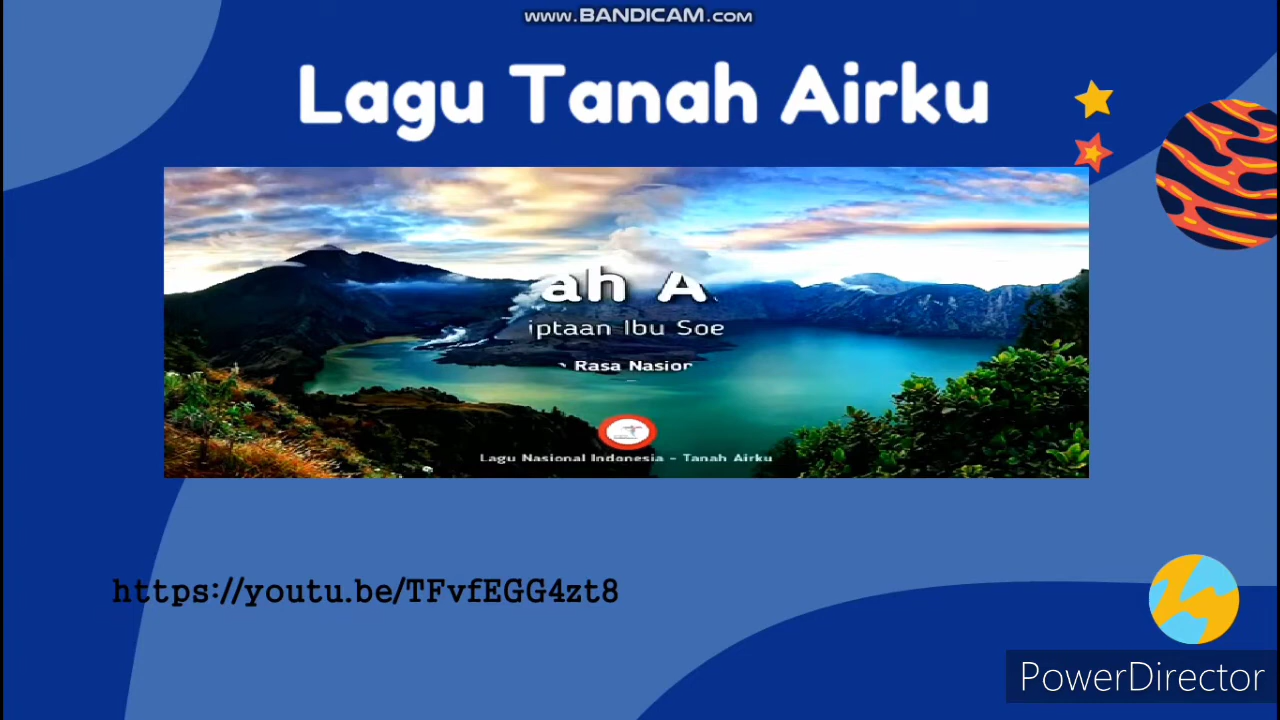 www.BANDICAM.com
Lagu Tanah Airku
ah A
iptaan Ibu Soe
Rasa Nasion
Lagu Nasional Indonesia - Tanah Airku
https://youtu.be/TFvfEGG4zt8
PowerDirector